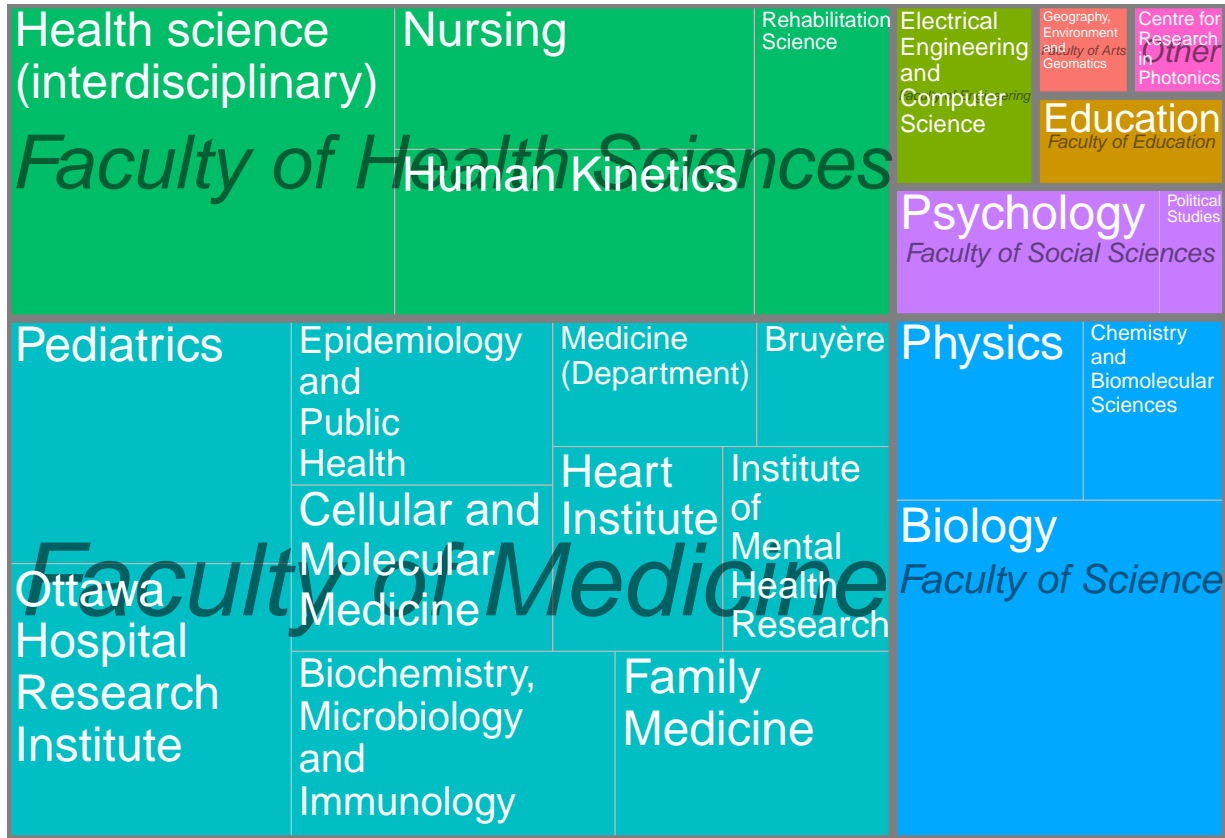 Health science
(interdisciplinary)
Nursing
Rehabilitation
Science
Human Kinetics
Faculty of Health Sciences
Electrical
Engineering
and
Computer
Science
Faculty of Engineering
Geography,
Environment
and
Geomatics
Faculty of Arts
Centre for
Research
in
Photonics
Other
Education
Faculty of Education
Psychology
Political
Studies
Faculty of Social Sciences
Pediatrics
Epidemiology
and
Public
Health
Medicine
(Department)
Bruyère
Heart
Institute
Institute
of
Mental
Health
Research
Cellular and
Molecular
Medicine
Faculty of Medicine
Ottawa
Hospital
Research
Institute
Biochemistry,
Microbiology
and
Immunology
Family
Medicine
Physics
Chemistry
and
Biomolecular
Sciences
Biology
Faculty of Science